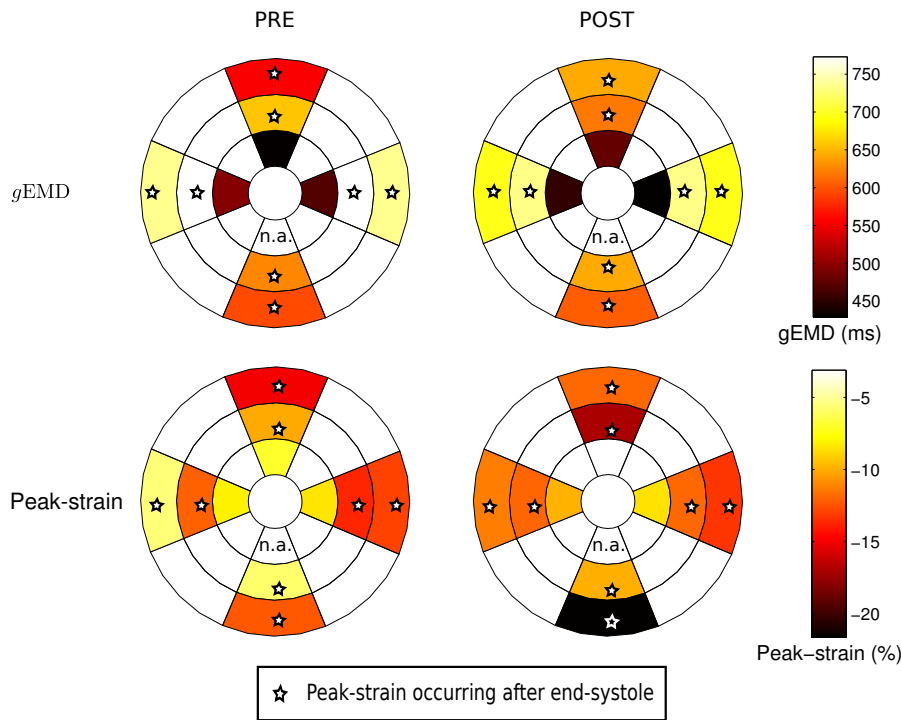 PRE
POST
gEMD
n.a.
n.a.
750
700
650
600
550
500
450
gEMD (ms)
Peak-strain
n.a.
n.a.
−5
−10
−15
−20
Peak−strain (%)
Peak-strain occurring after end-systole